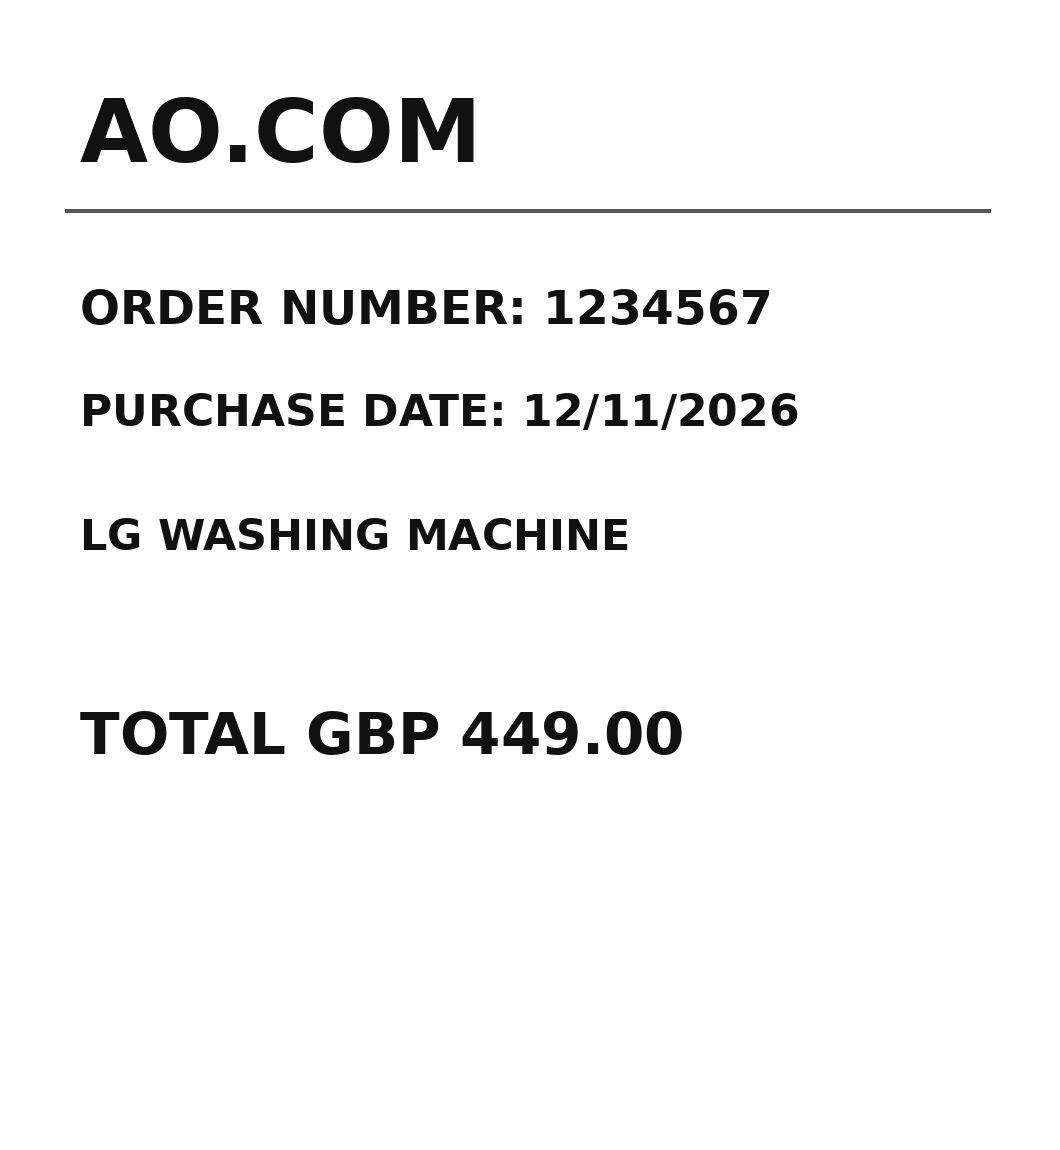 AO.COM
ORDER NUMBER: 1234567
PURCHASE DATE: 12/11/2026
LG WASHING MACHINE
TOTAL GBP 449.00